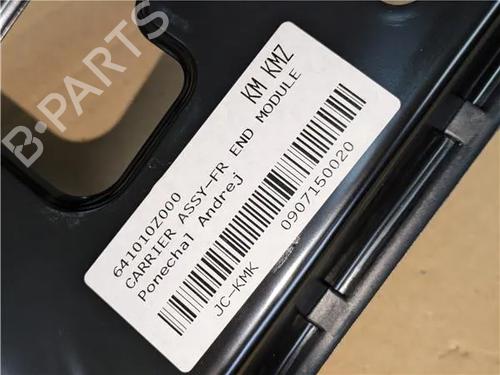 B-PARTS
KM KMZ
641010Z000
CARRIER ASSY-FR END MODULE
Ponechal Andrej
JC-KMK
0907150020